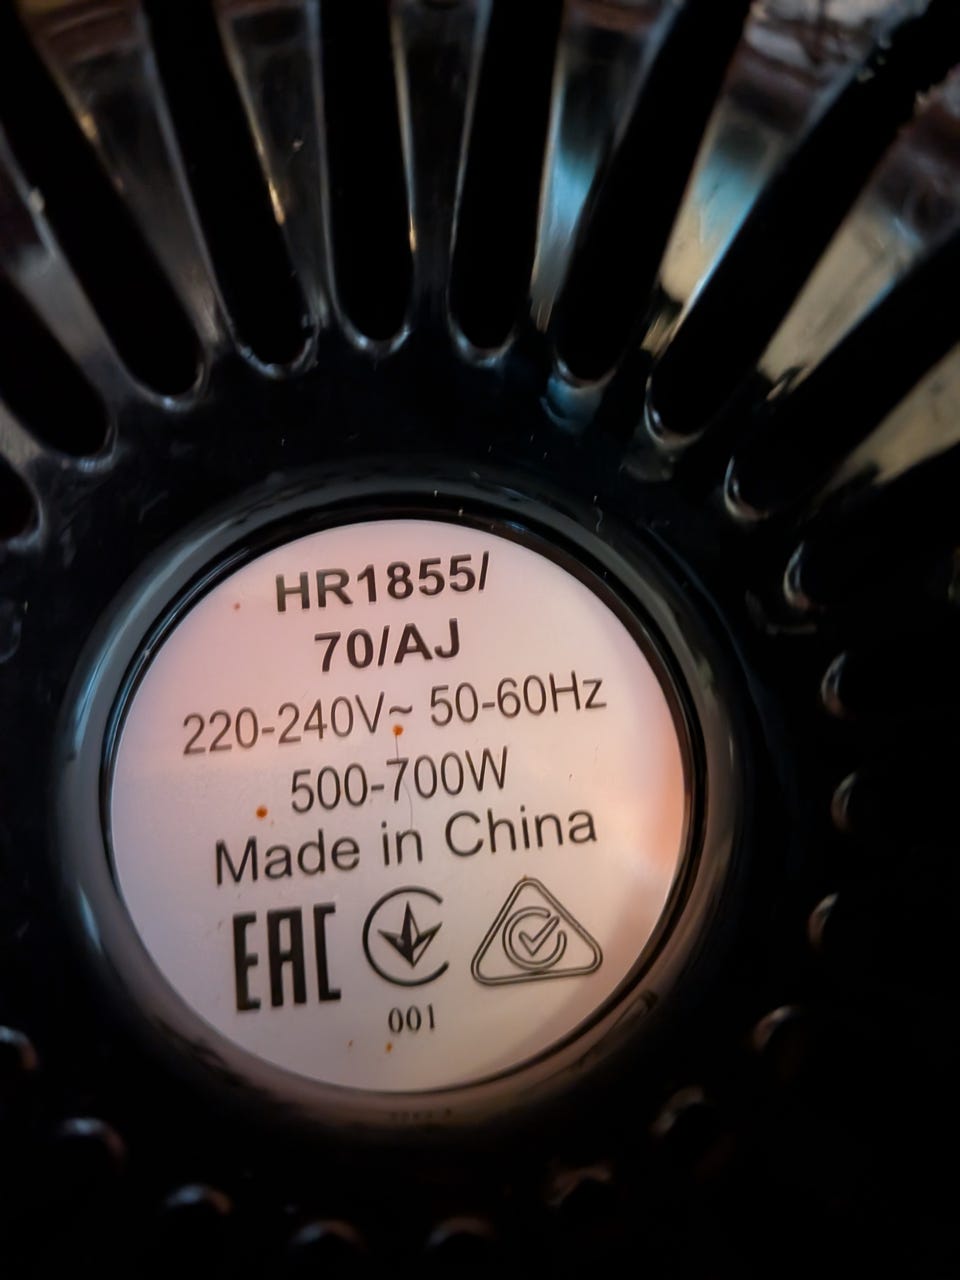 HR1855/
70/AJ
220-240V~ 50-60Hz
500-700W
Made in China
EAC
001